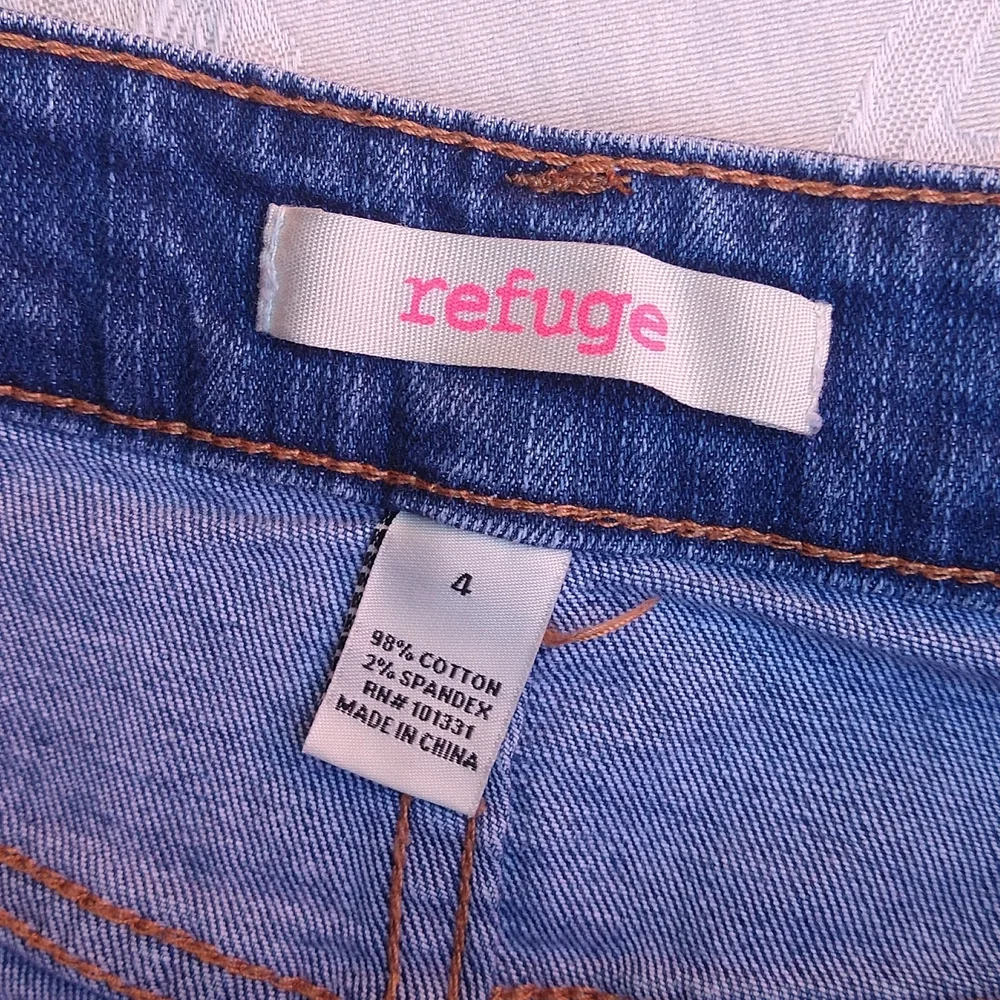 refuge
4
98% COTTON
2% SPANDEX
RN# 101331
MADE IN CHINA